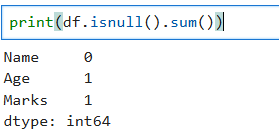 print(df.isnull().sum())
Name     0
Age      1
Marks    1
dtype: int64